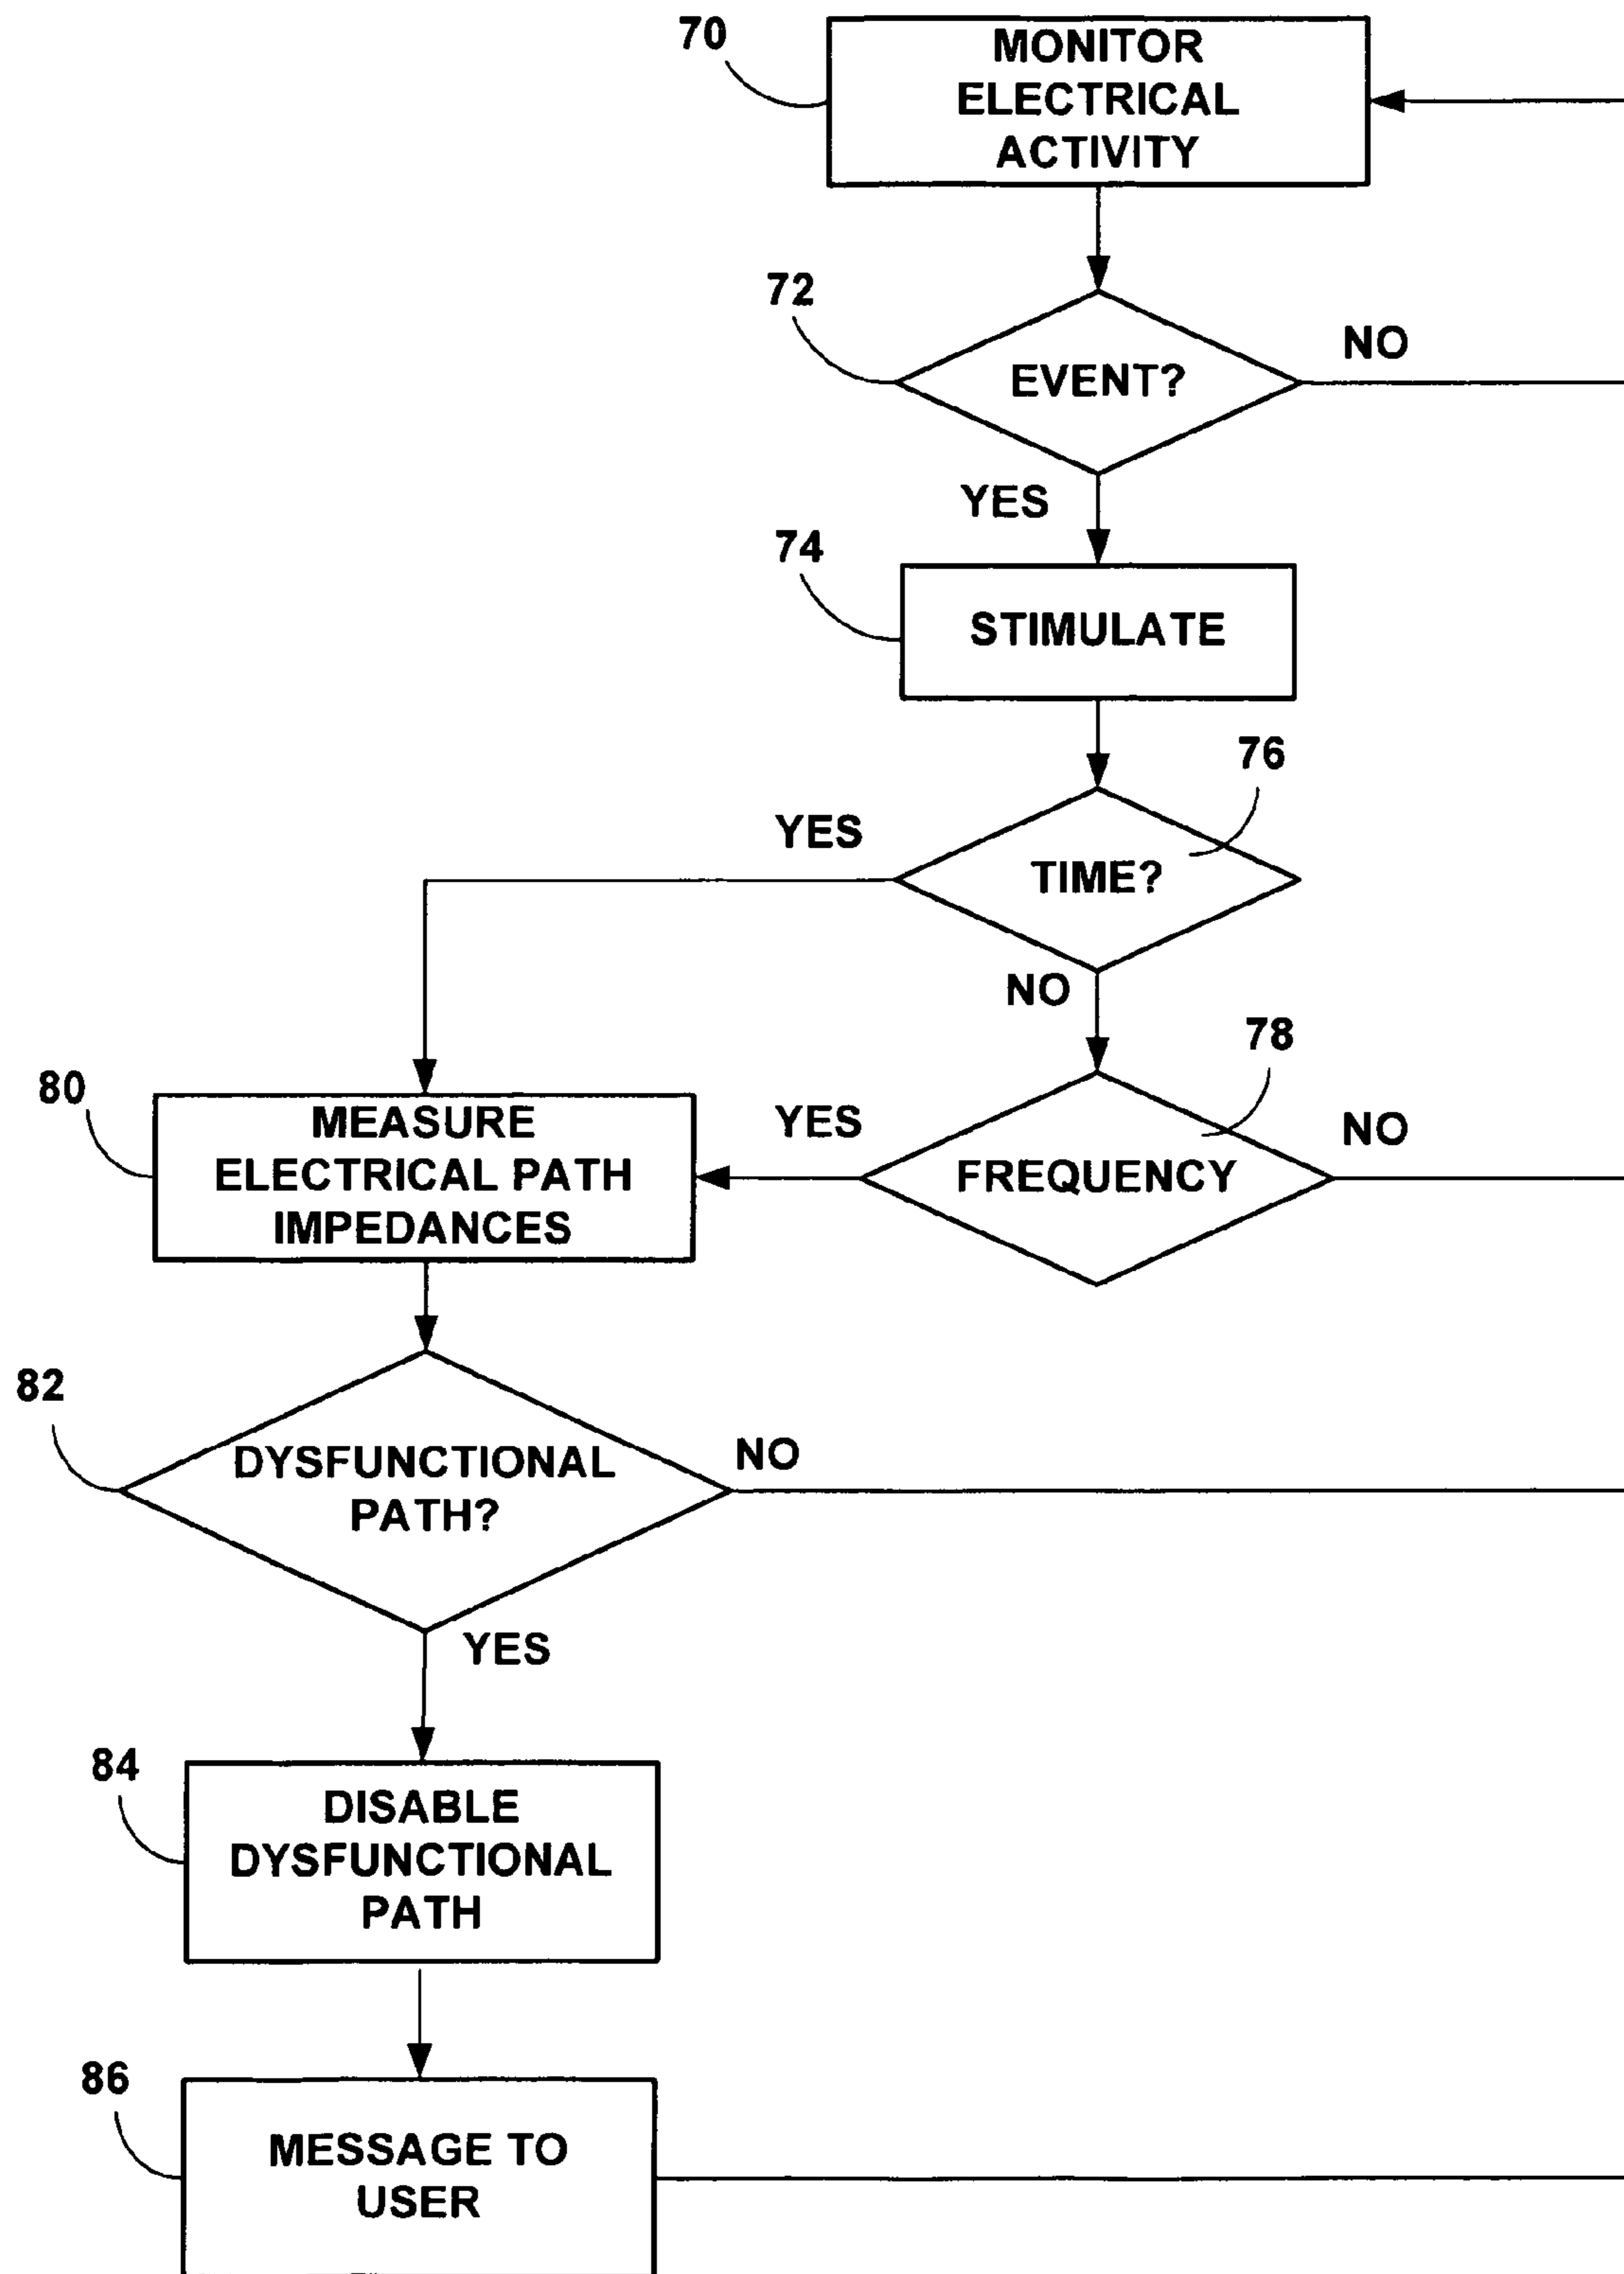 70
MONITOR
ELECTRICAL
ACTIVITY
72
EVENT?
NO
YES
74
STIMULATE
76
YES
TIME?
NO
78
80
MEASURE
ELECTRICAL PATH
IMPEDANCES
YES
FREQUENCY
NO
82
DYSFUNCTIONAL
PATH?
NO
YES
84
DISABLE
DYSFUNCTIONAL
PATH
86
MESSAGE TO
USER